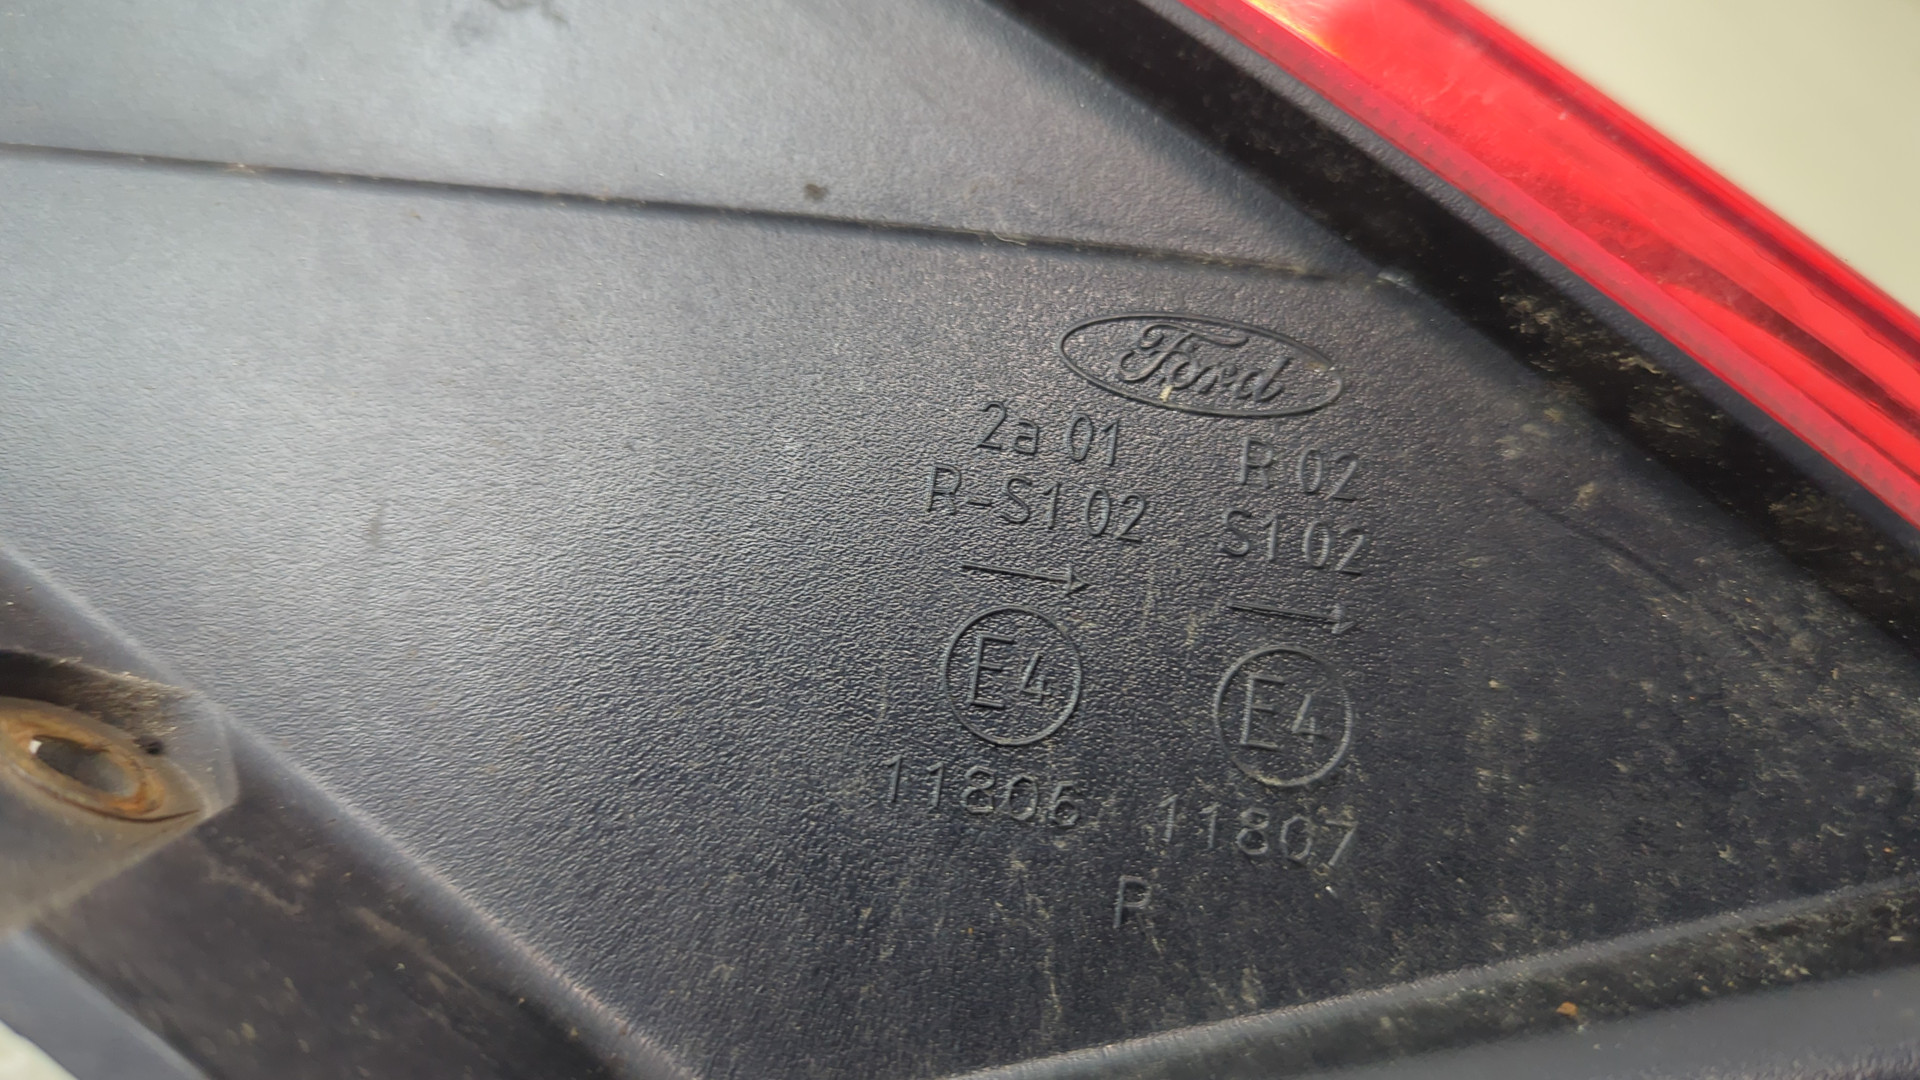 Ford
2a 01 R 02
R-S1 02 S1 02
E4 E4
11806 11807
R